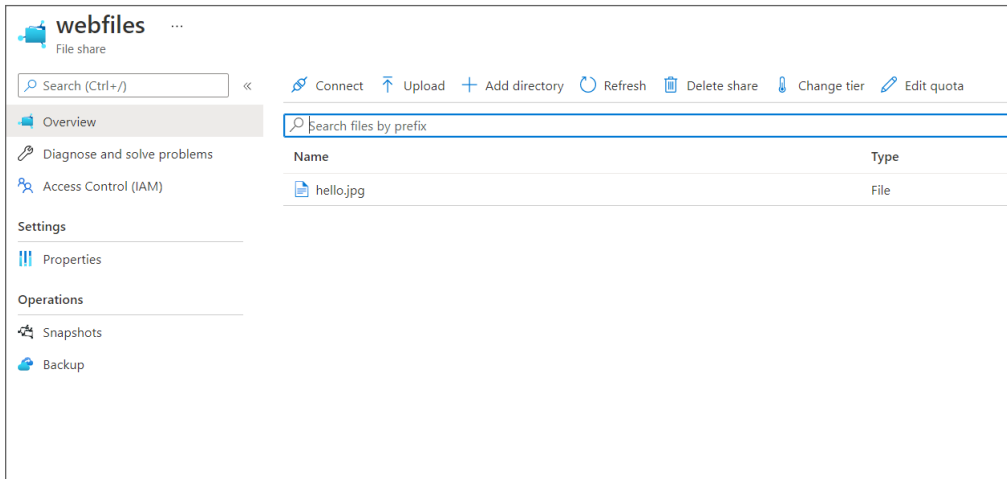 webfiles ...
File share
Search (Ctrl+/) «
Connect Upload Add directory Refresh Delete share Change tier Edit quota
Overview
Search files by prefix
Diagnose and solve problems
Name Type
Access Control (IAM)
hello.jpg File
Settings
Properties
Operations
Snapshots
Backup